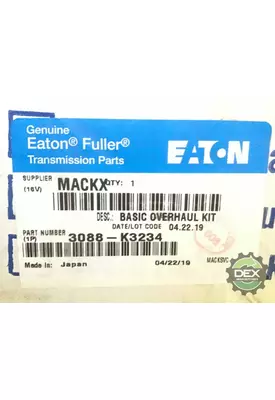 Genuine
Eaton® Fuller®
Transmission Parts
EATON
SUPPLIER
(16V)
MACKX
QTY: 1
DESC.: BASIC OVERHAUL KIT
DATE/LOT CODE 04.22.19
PART NUMBER
(1P)
3088-K3234
Made in: Japan
04/22/19
MACKSVC
DEX